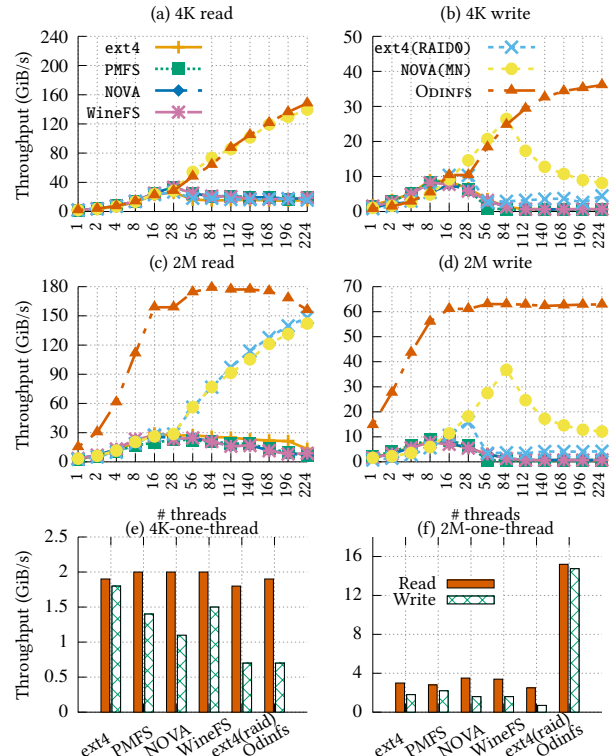 (a) 4K read
(b) 4K write
Throughput (GiB/s)
240
200
160
120
80
40
0
ext4
PMFS
NOVA
WineFS
1 2 4 8 16 28 56 84 112 140 168 196 224
50
40
30
20
10
0
ext4(RAID0)
NOVA(MN)
ODINFS
1 2 4 8 16 28 56 84 112 140 168 196 224
(c) 2M read
(d) 2M write
Throughput (GiB/s)
180
150
120
90
60
30
0
1 2 4 8 16 28 56 84 112 140 168 196 224
70
60
50
40
30
20
10
0
1 2 4 8 16 28 56 84 112 140 168 196 224
# threads
# threads
(e) 4K-one-thread
(f) 2M-one-thread
Throughput (GiB/s)
2.5
2
1.5
1
0.5
0
ext4 PMFS NOVA WineFS ext4(raid) Odinfs
16
12
8
4
0
Read
Write
ext4 PMFS NOVA WineFS ext4(raid) Odinfs